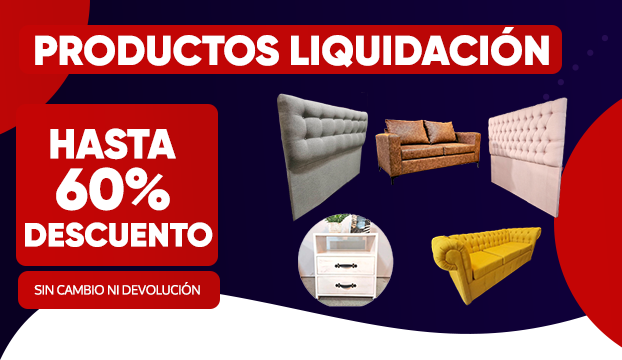 PRODUCTOS LIQUIDACIÓN
HASTA
60%
DESCUENTO
SIN CAMBIO NI DEVOLUCIÓN